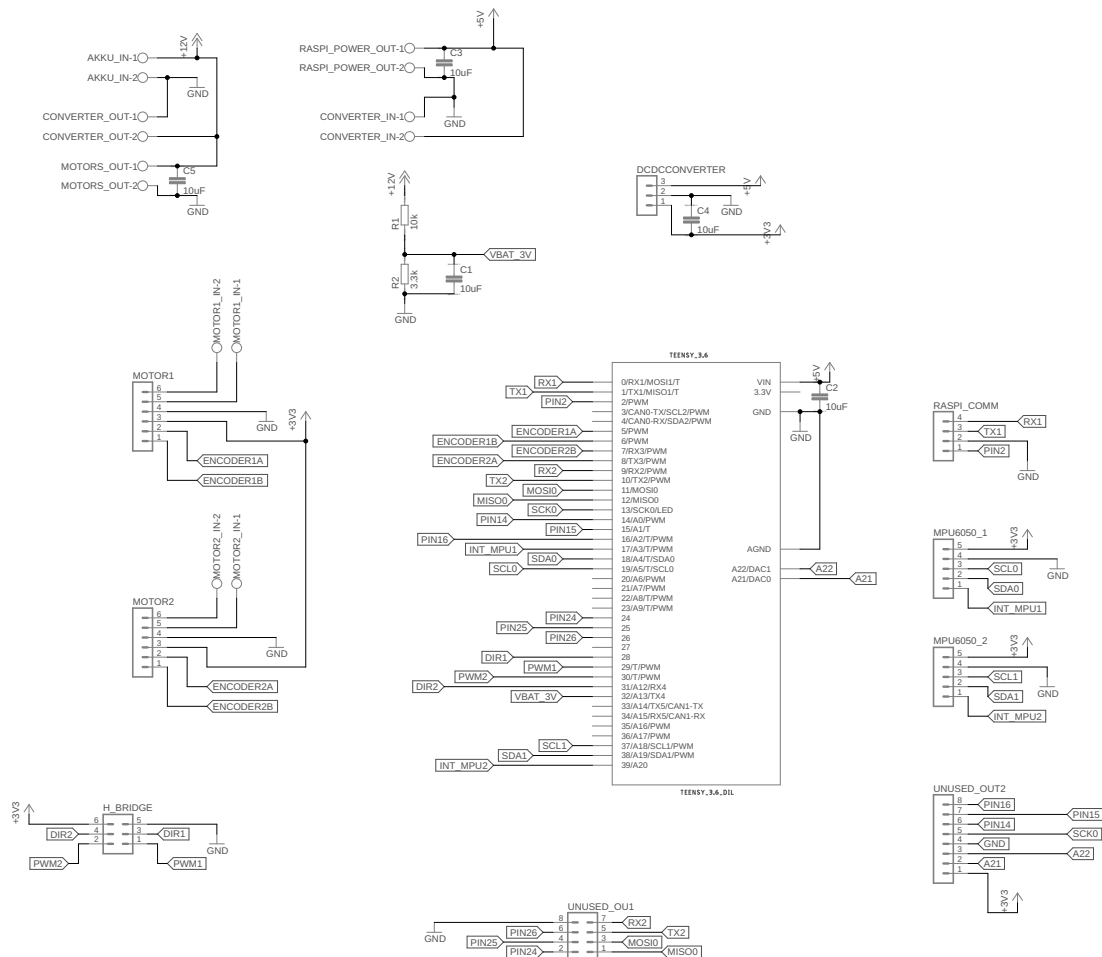 +12V
+5V
AKKU_IN-1
AKKU_IN-2
GND
CONVERTER_OUT-1
CONVERTER_OUT-2
MOTORS_OUT-1
C5
MOTORS_OUT-2
10uF
GND
RASPI_POWER_OUT-1
C3
RASPI_POWER_OUT-2
10uF
CONVERTER_IN-1
GND
CONVERTER_IN-2
+12V
R1
10k
VBAT_3V
R2
3.3k
C1
10uF
GND
DCDCCONVERTER
3
2
1
+5V
GND
C4
10uF
+3V3
MOTOR1_IN-2
MOTOR1_IN-1
MOTOR1
6
5
4
3
2
1
GND
+3V3
ENCODER1A
ENCODER1B
MOTOR2_IN-2
MOTOR2_IN-1
MOTOR2
6
5
4
3
2
1
GND
ENCODER2A
ENCODER2B
TEENSY_3.6
RX1 0/RX1/MOSI1/T
TX1 1/TX1/MISO1/T
PIN2 2/PWM
3/CAN0-TX/SCL2/PWM
4/CAN0-RX/SDA2/PWM
ENCODER1A 5/PWM
ENCODER1B 6/PWM
ENCODER2B 7/RX3/PWM
ENCODER2A 8/TX3/PWM
RX2 9/RX2/PWM
TX2 10/TX2/PWM
MOSI0 11/MOSI0
MISO0 12/MISO0
SCK0 13/SCK0/LED
PIN14 14/A0/PWM
PIN15 15/A1/T
PIN16 16/A2/T/PWM
INT_MPU1 17/A3/T/PWM
SDA0 18/A4/T/SDA0
SCL0 19/A5/T/SCL0
20/A6/PWM
21/A7/PWM
22/A8/T/PWM
23/A9/T/PWM
PIN24 24
PIN25 25
PIN26 26
27
DIR1 28
PWM1 29/T/PWM
PWM2 30/T/PWM
DIR2 31/A12/RX4
VBAT_3V 32/A13/TX4
33/A14/TX5/CAN1-TX
34/A15/RX5/CAN1-RX
35/A16/PWM
36/A17/PWM
SCL1 37/A18/SCL1/PWM
SDA1 38/A19/SDA1/PWM
INT_MPU2 39/A20
VIN
3.3V
GND
AGND
A22/DAC1 A22
A21/DAC0 A21
+5V
C2
10uF
GND
TEENSY_3.6_DIL
RASPI_COMM
4 RX1
3 TX1
2
1 PIN2
GND
MPU6050_1
+3V3
5
4
3 SCL0
2 SDA0
1 INT_MPU1
GND
MPU6050_2
+3V3
5
4
3 SCL1
2 SDA1
1 INT_MPU2
GND
UNUSED_OUT2
8 PIN16
7 PIN15
6 PIN14
5 SCK0
4 GND
3 A22
2 A21
1
+3V3
+3V3
H_BRIDGE
6 5
DIR2 4 3 DIR1
2 1
GND
PWM2 PWM1
UNUSED_OU1
GND
8 7 RX2
PIN26 6 5 TX2
PIN25 4 3 MOSI0
PIN24 2 1 MISO0